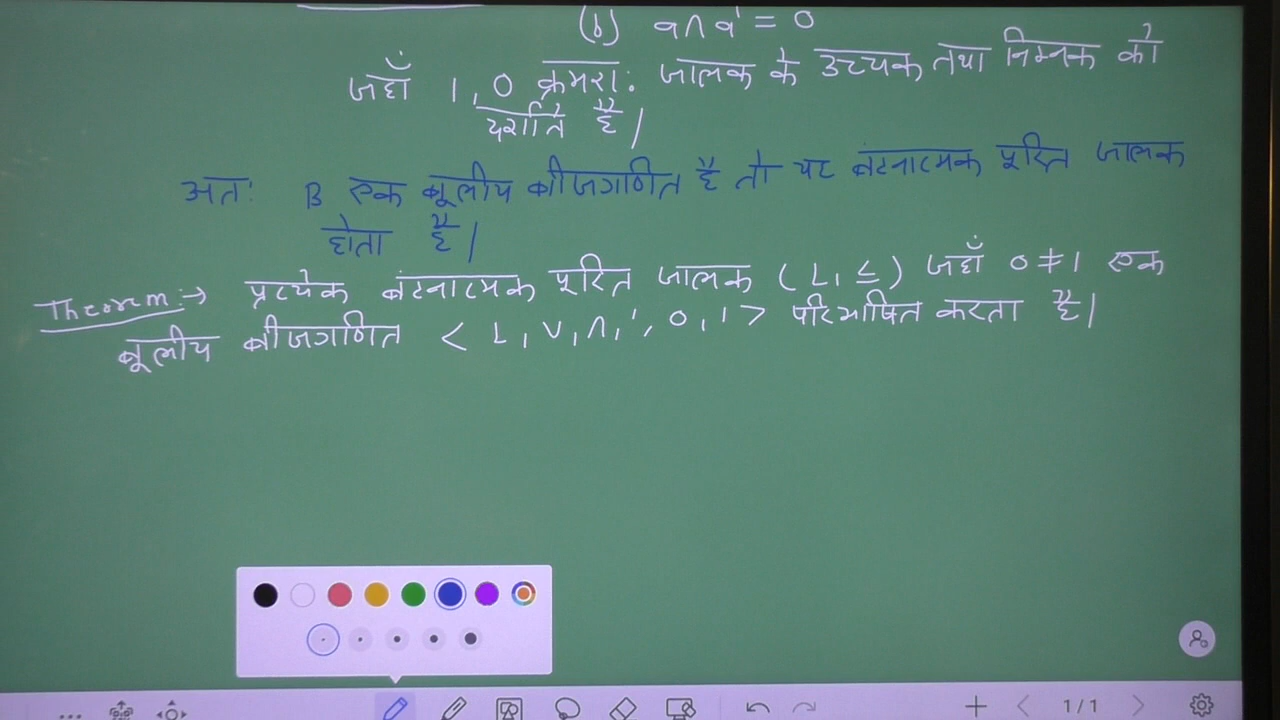 (b) a∧a' = 0
जहाँ 1, 0 क्रमशः जालक के उच्चक तथा निम्नक को
दर्शाते है।
अतः B एक बूलीय बीजगणित है तो यह बंटनात्मक पूरित जालक
होता है।
Theorem:→ प्रत्येक बंटनात्मक पूरित जालक (L, ≤) जहाँ 0 ≠ 1 एक
बूलीय बीजगणित < L, ∨, ∧, ', 0, 1 > परिभाषित करता है।
1/1